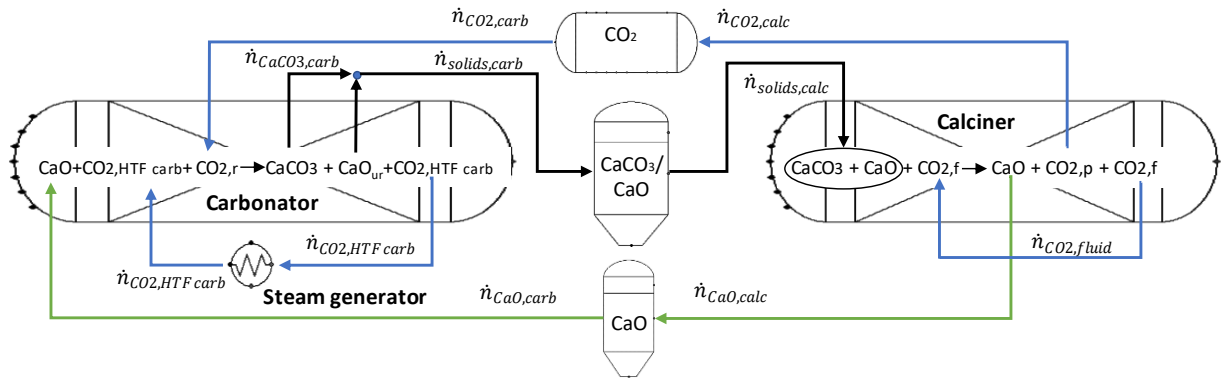 ṅCO2,carb
CO₂
ṅCO2,calc
ṅCaCO3,carb
ṅsolids,carb
ṅsolids,calc
Calciner
CaO+CO2,HTF carb+ CO2,r → CaCO3 + CaOur+CO2,HTF carb
CaCO₃/
CaO
CaCO3 + CaO + CO2,f → CaO + CO2,p + CO2,f
Carbonator
ṅCO2,HTF carb
ṅCO2,fluid
ṅCO2,HTF carb
Steam generator
ṅCaO,carb
ṅCaO,calc
CaO